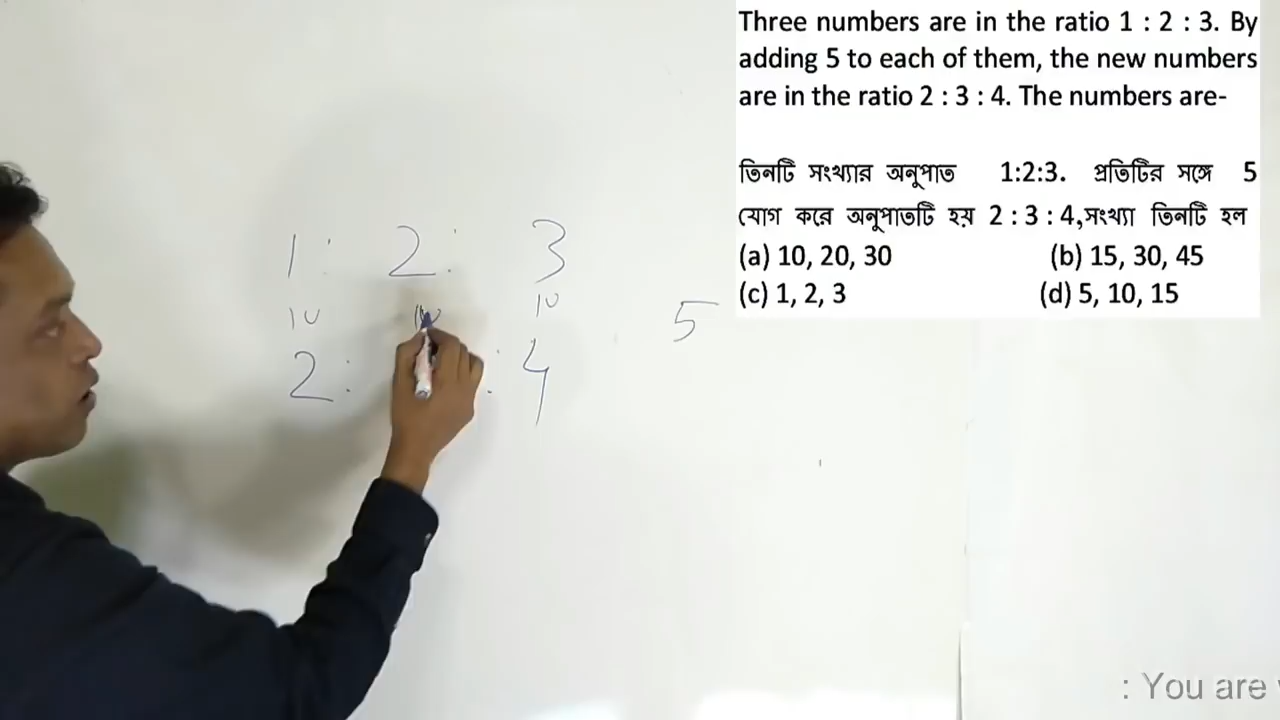 Three numbers are in the ratio 1 : 2 : 3. By
adding 5 to each of them, the new numbers
are in the ratio 2 : 3 : 4. The numbers are-
তিনটি সংখ্যার অনুপাত 1:2:3. প্রতিটির সঙ্গে 5
যোগ করে অনুপাতটি হয় 2 : 3 : 4,সংখ্যা তিনটি হল
(a) 10, 20, 30 (b) 15, 30, 45
(c) 1, 2, 3 (d) 5, 10, 15
1 : 2 : 3
5
2 : : 4
: You are